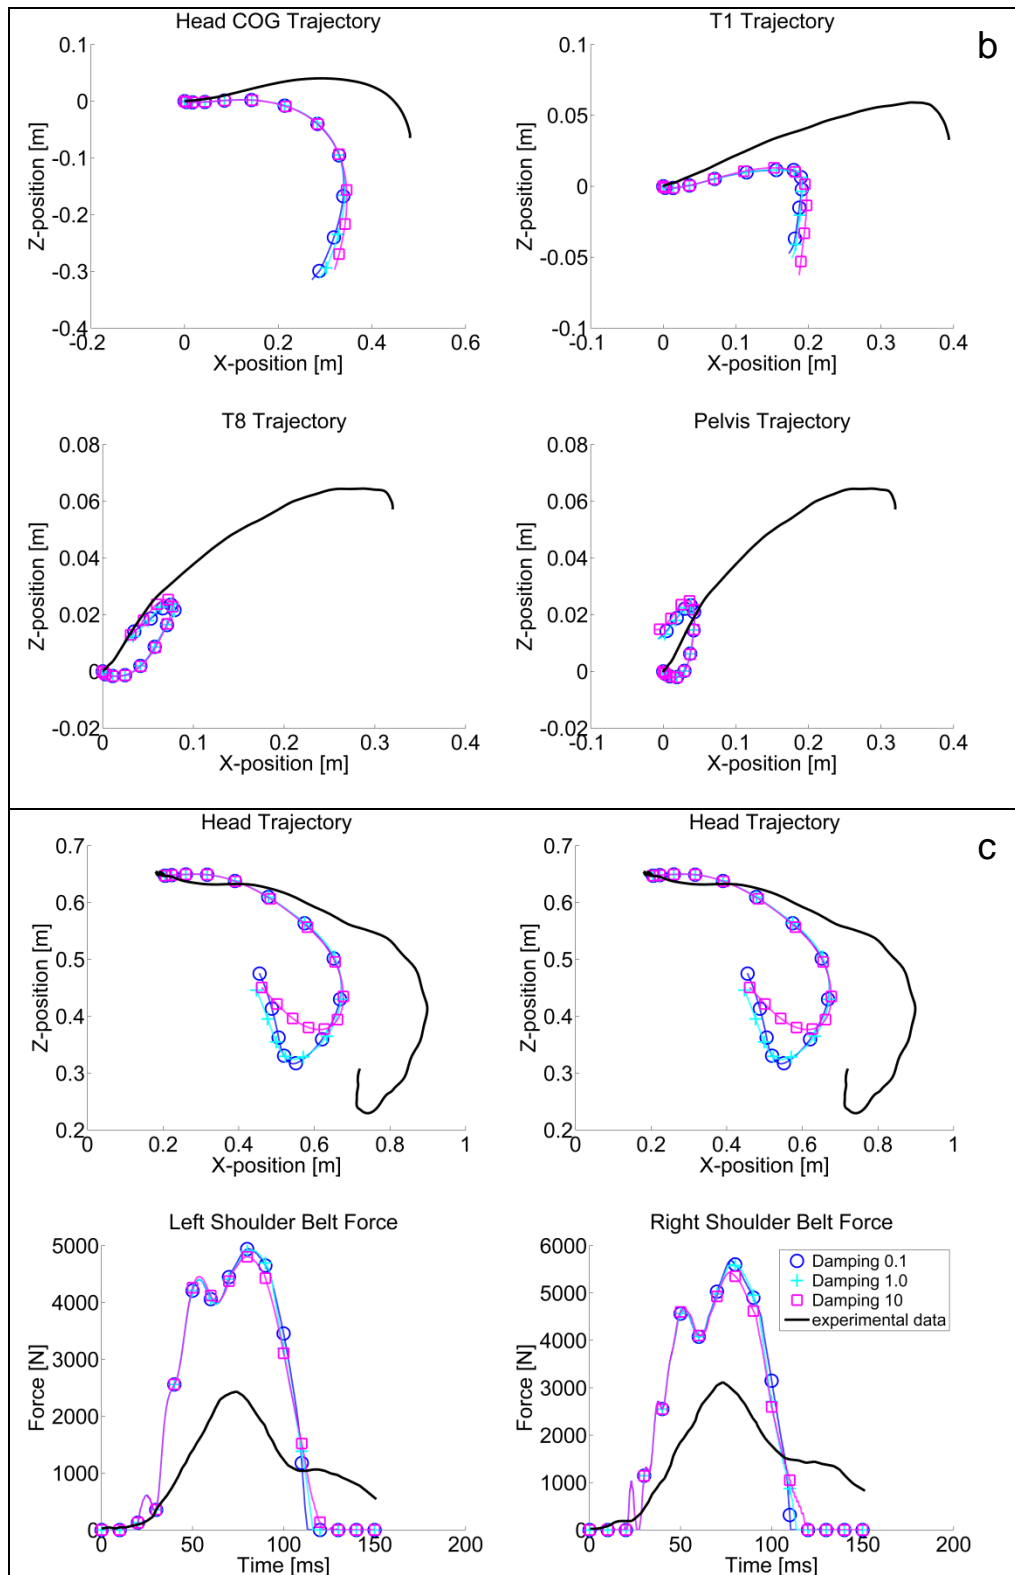 Head COG Trajectory
T1 Trajectory
b
0.1
0
-0.1
-0.2
-0.3
-0.4
Z-position [m]
-0.2 0 0.2 0.4 0.6
X-position [m]
0.1
0.05
0
-0.05
-0.1
Z-position [m]
-0.1 0 0.1 0.2 0.3 0.4
X-position [m]
T8 Trajectory
Pelvis Trajectory
0.08
0.06
0.04
0.02
0
-0.02
Z-position [m]
0 0.1 0.2 0.3 0.4
X-position [m]
0.08
0.06
0.04
0.02
0
-0.02
Z-position [m]
-0.1 0 0.1 0.2 0.3 0.4
X-position [m]
Head Trajectory
Head Trajectory
c
0.7
0.6
0.5
0.4
0.3
0.2
Z-position [m]
0 0.2 0.4 0.6 0.8 1
X-position [m]
0.7
0.6
0.5
0.4
0.3
0.2
Z-position [m]
0 0.2 0.4 0.6 0.8 1
X-position [m]
Left Shoulder Belt Force
Right Shoulder Belt Force
5000
4000
3000
2000
1000
0
Force [N]
0 50 100 150 200
Time [ms]
6000
5000
4000
3000
2000
1000
0
Force [N]
0 50 100 150 200
Time [ms]
Damping 0.1
Damping 1.0
Damping 10
experimental data